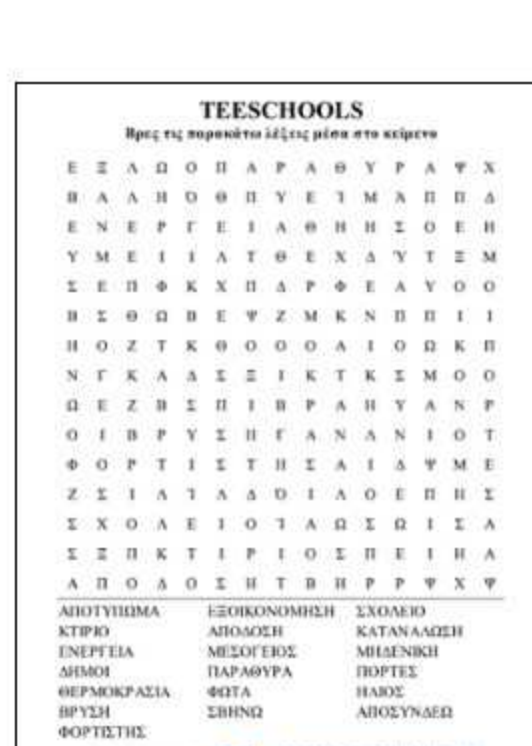 TEESCHOOLS
Βρες τις παρακάτω λέξεις μέσα στο κείμενο
Ε Ξ Λ Ω Ο Π Α Ρ Α Θ Υ Ρ Α Ψ Χ
Ε Ν Ε Ρ Γ Ε Ι Α Θ Η Η Σ Ο Ε Η
Υ Μ Ε Ι Ι Λ Τ Θ Ε Χ Δ Ύ Τ Ξ Μ
Σ Ε Π Φ Κ Χ Π Δ Ρ Φ Ε Α Υ Ο Ο
Β Σ Θ Ω Β Ε Ψ Ζ Μ Κ Ν Π Π Ι Ι
Η Ο Ζ Τ Κ Θ Ο Ο Ο Α Ι Ο Ω Κ Π
Ν Γ Κ Α Δ Σ Ξ Ι Κ Τ Κ Σ Μ Ο Ο
Ω Ε Ζ Β Σ Π Ι Β Ρ Α Η Υ Α Ν Ρ
Ο Ι Β Ρ Υ Σ Η Γ Α Ν Λ Ν Ι Ο Τ
Φ Ο Ρ Τ Ι Σ Τ Η Σ Α Ι Δ Ψ Μ Ε
Σ Χ Ο Λ Ε Ι Ο Ί Α Ω Σ Ω Ι Σ Λ
Σ Ξ Π Κ Τ Ι Ρ Ι Ο Σ Π Ε Ι Η Α
Α Π Ο Δ Ο Σ Η Τ Β Η Ρ Ρ Ψ Χ Ψ
ΑΠΟΤΥΠΩΜΑ ΕΞΟΙΚΟΝΟΜΗΣΗ ΣΧΟΛΕΙΟ
ΚΤΙΡΙΟ ΑΠΟΔΟΣΗ ΚΑΤΑΝΑΛΩΣΗ
ΕΝΕΡΓΕΙΑ ΜΕΣΟΓΕΙΟΣ ΜΗΔΕΝΙΚΗ
ΔΗΜΟΙ ΠΑΡΑΘΥΡΑ ΠΟΡΤΕΣ
ΘΕΡΜΟΚΡΑΣΙΑ ΦΩΤΑ ΗΛΙΟΣ
ΒΡΥΣΗ ΣΒΗΝΩ ΑΠΟΣΥΝΔΕΩ
ΦΟΡΤΙΣΤΗΣ